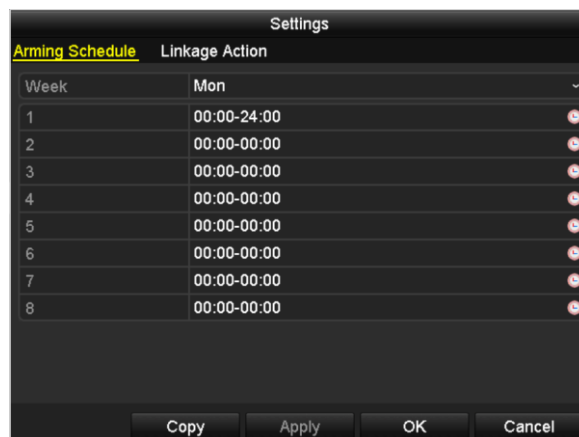 Settings
Arming Schedule Linkage Action
Week Mon
1 00:00-24:00
2 00:00-00:00
3 00:00-00:00
4 00:00-00:00
5 00:00-00:00
6 00:00-00:00
7 00:00-00:00
8 00:00-00:00
Copy Apply OK Cancel